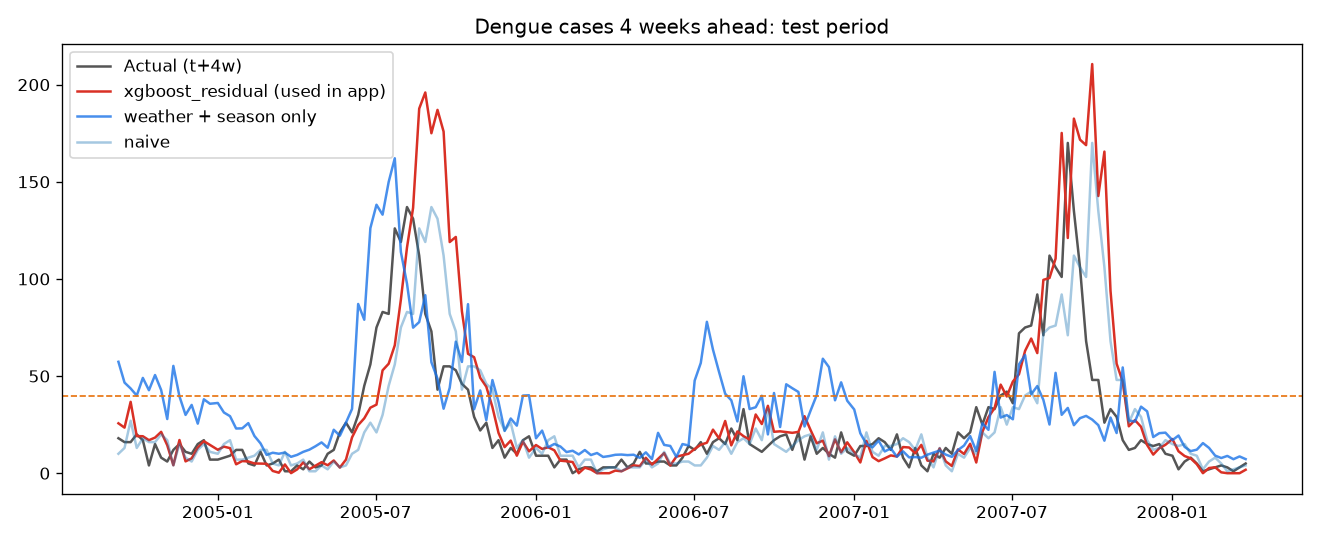 Dengue cases 4 weeks ahead: test period
Actual (t+4w)
xgboost_residual (used in app)
weather + season only
naive
200
150
100
50
0
2005-01
2005-07
2006-01
2006-07
2007-01
2007-07
2008-01